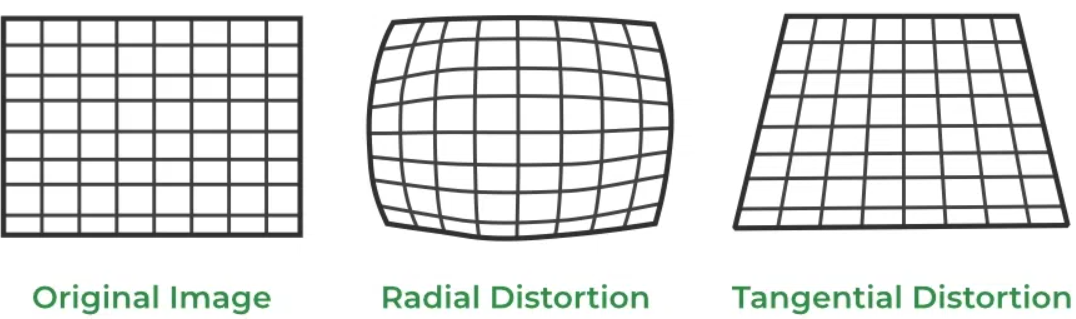 Original Image
Radial Distortion
Tangential Distortion